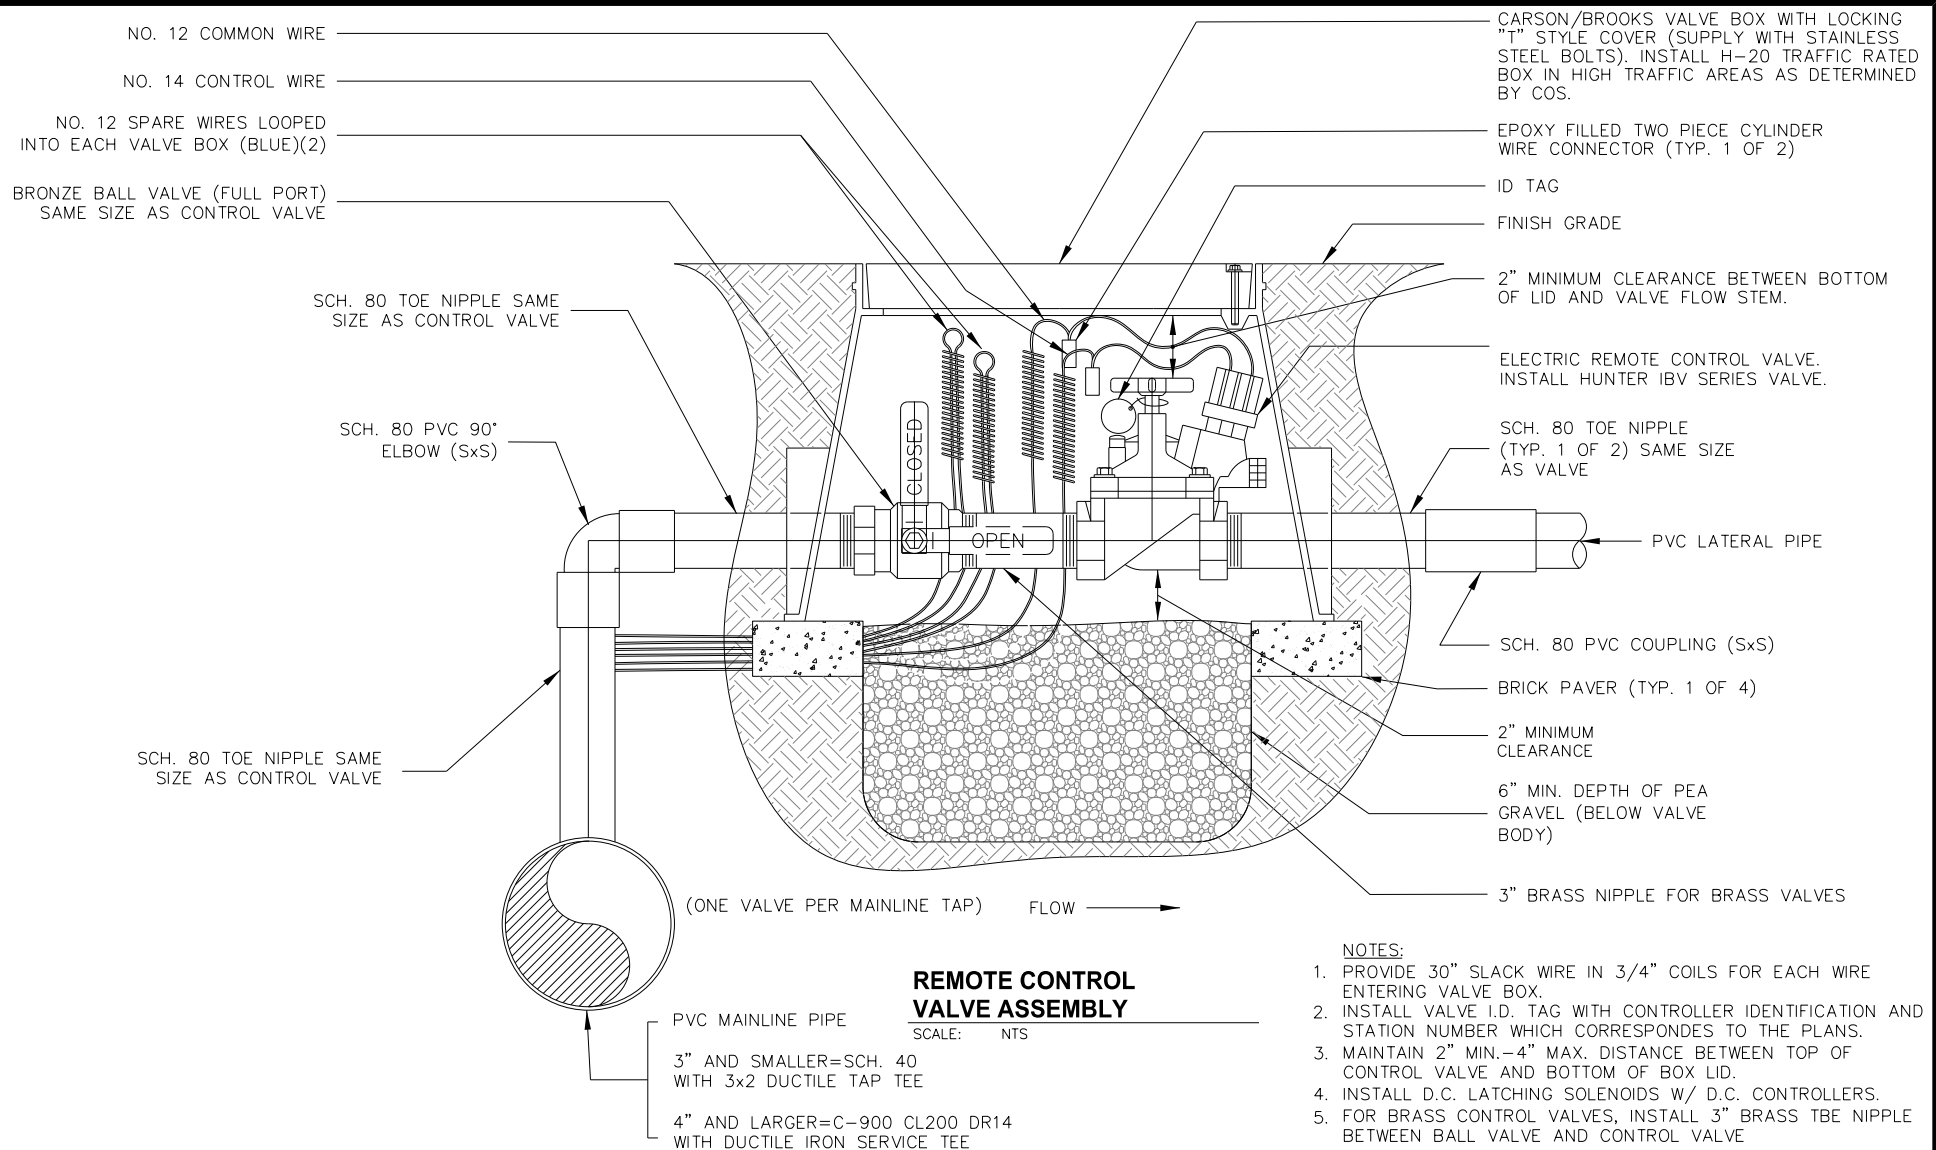 NO. 12 COMMON WIRE
NO. 14 CONTROL WIRE
NO. 12 SPARE WIRES LOOPED
INTO EACH VALVE BOX (BLUE)(2)
BRONZE BALL VALVE (FULL PORT)
SAME SIZE AS CONTROL VALVE
SCH. 80 TOE NIPPLE SAME
SIZE AS CONTROL VALVE
SCH. 80 PVC 90°
ELBOW (SxS)
SCH. 80 TOE NIPPLE SAME
SIZE AS CONTROL VALVE
CLOSED
OPEN
CARSON/BROOKS VALVE BOX WITH LOCKING
"T" STYLE COVER (SUPPLY WITH STAINLESS
STEEL BOLTS). INSTALL H-20 TRAFFIC RATED
BOX IN HIGH TRAFFIC AREAS AS DETERMINED
BY COS.
EPOXY FILLED TWO PIECE CYLINDER
WIRE CONNECTOR (TYP. 1 OF 2)
ID TAG
FINISH GRADE
2" MINIMUM CLEARANCE BETWEEN BOTTOM
OF LID AND VALVE FLOW STEM.
ELECTRIC REMOTE CONTROL VALVE.
INSTALL HUNTER IBV SERIES VALVE.
SCH. 80 TOE NIPPLE
(TYP. 1 OF 2) SAME SIZE
AS VALVE
PVC LATERAL PIPE
SCH. 80 PVC COUPLING (SxS)
BRICK PAVER (TYP. 1 OF 4)
2" MINIMUM
CLEARANCE
6" MIN. DEPTH OF PEA
GRAVEL (BELOW VALVE
BODY)
3" BRASS NIPPLE FOR BRASS VALVES
(ONE VALVE PER MAINLINE TAP)
FLOW
REMOTE CONTROL
VALVE ASSEMBLY
SCALE: NTS
PVC MAINLINE PIPE
3" AND SMALLER=SCH. 40
WITH 3x2 DUCTILE TAP TEE
4" AND LARGER=C-900 CL200 DR14
WITH DUCTILE IRON SERVICE TEE
NOTES:
1. PROVIDE 30" SLACK WIRE IN 3/4" COILS FOR EACH WIRE
ENTERING VALVE BOX.
2. INSTALL VALVE I.D. TAG WITH CONTROLLER IDENTIFICATION AND
STATION NUMBER WHICH CORRESPONDES TO THE PLANS.
3. MAINTAIN 2" MIN.-4" MAX. DISTANCE BETWEEN TOP OF
CONTROL VALVE AND BOTTOM OF BOX LID.
4. INSTALL D.C. LATCHING SOLENOIDS W/ D.C. CONTROLLERS.
5. FOR BRASS CONTROL VALVES, INSTALL 3" BRASS TBE NIPPLE
BETWEEN BALL VALVE AND CONTROL VALVE